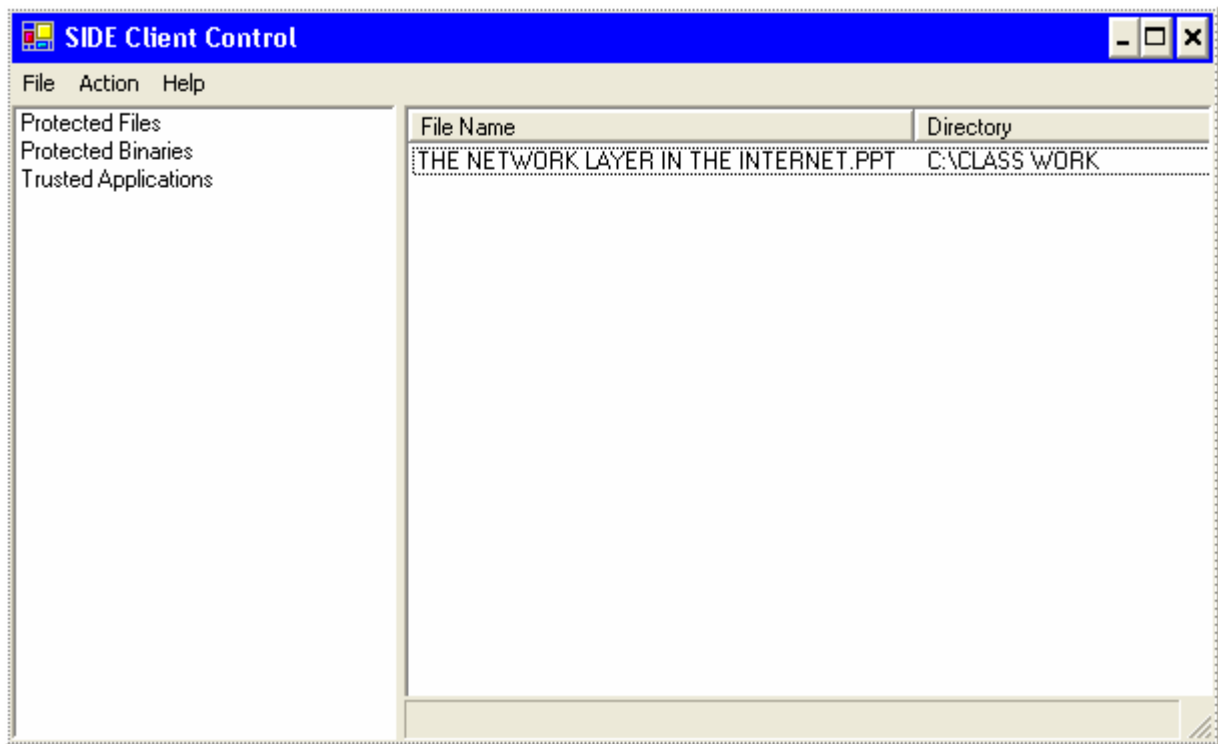 SIDE Client Control
File Action Help
Protected Files
Protected Binaries
Trusted Applications
File Name Directory
THE NETWORK LAYER IN THE INTERNET.PPT C:\CLASS WORK